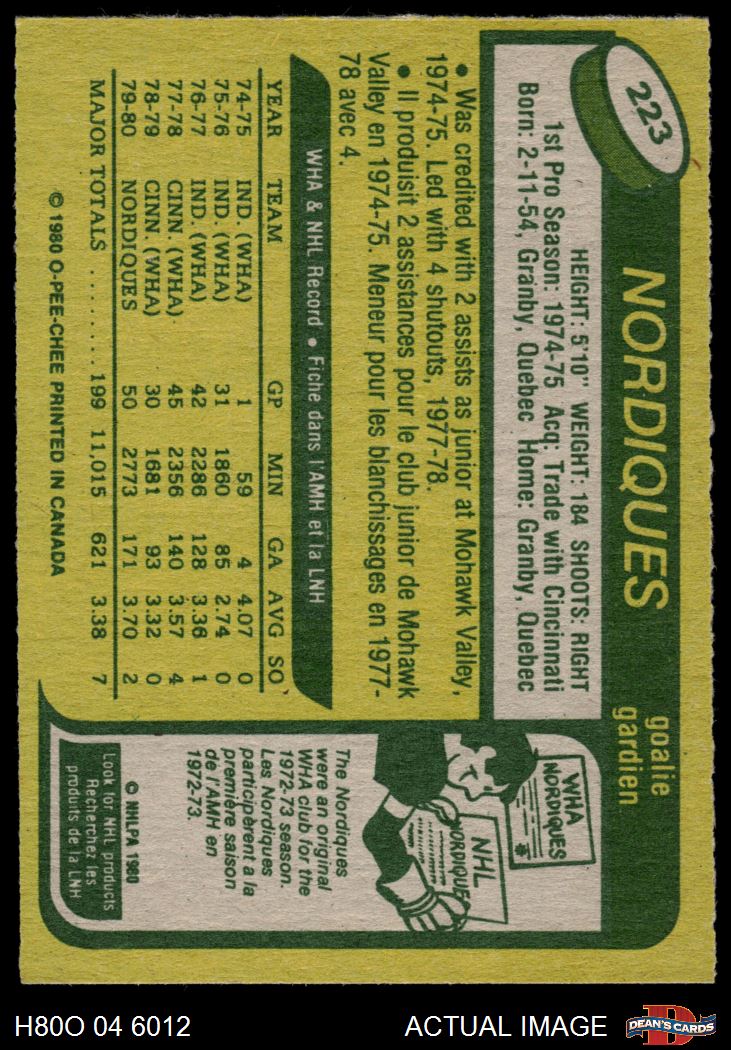 223
NORDIQUES
goalie
gardien
HEIGHT: 5'10" WEIGHT: 184 SHOOTS: RIGHT
1st Pro Season: 1974-75 Acq: Trade with Cincinnati
Born: 2-11-54, Granby, Quebec Home: Granby, Quebec
• Was credited with 2 assists as junior at Mohawk Valley,
1974-75. Led with 4 shutouts, 1977-78.
• Il produisit 2 assistances pour le club junior de Mohawk
Valley en 1974-75. Meneur pour les blanchissages en 1977-
78 avec 4.
WHA & NHL Record • Fiche dans l'AMH et la LNH
YEAR TEAM GP MIN GA AVG SO
74-75 IND. (WHA) 1 59 4 4.07 0
75-76 IND. (WHA) 31 1860 85 2.74 0
76-77 IND. (WHA) 42 2286 128 3.36 1
77-78 CINN. (WHA) 45 2356 140 3.57 4
78-79 CINN. (WHA) 30 1681 93 3.32 0
79-80 NORDIQUES 50 2773 171 3.70 2
MAJOR TOTALS .......... 199 11,015 621 3.38 7
© 1980 O-PEE-CHEE PRINTED IN CANADA
WHA
NORDIQUES
NHL
NORDIQUE
The Nordiques
were an original
WHA club for the
1972-73 season.
Les Nordiques
participèrent a la
première saison
de l'AMH en
1972-73.
© NHLPA 1980
Look for NHL products
Recherchez les
produits de la LNH
H80O 04 6012
ACTUAL IMAGE
D
DEAN'S CARDS